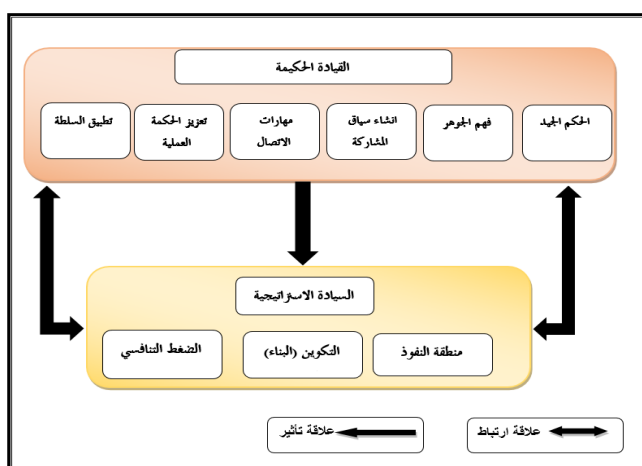 القيادة الحكيمة
الحكم الجيد
فهم الجوهر
انشاء سياق
المشاركة
مهارات
الاتصال
تعزيز الحكمة
العملية
تطبيق السلطة
السيادة الاستراتيجية
منطقة النفوذ
التكوين (البناء)
الضغط التنافسي
علاقة ارتباط
علاقة تأثير